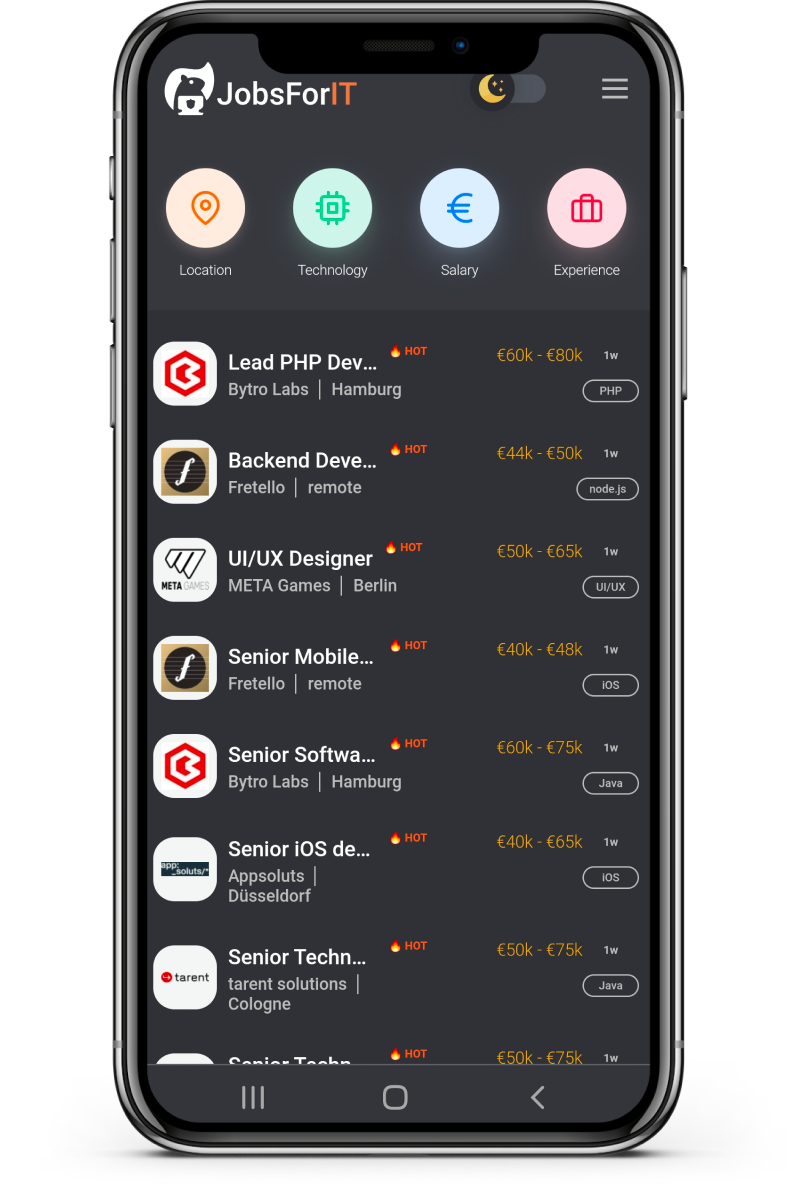 JobsForIT
Location
Technology
Salary
Experience
Lead PHP Dev...
🔥 HOT
€60k - €80k
1w
Bytro Labs | Hamburg
PHP
Backend Deve...
🔥 HOT
€44k - €50k
1w
Fretello | remote
node.js
UI/UX Designer
🔥 HOT
€50k - €65k
1w
META GAMES
META Games | Berlin
UI/UX
Senior Mobile...
🔥 HOT
€40k - €48k
1w
Fretello | remote
iOS
Senior Softwa...
🔥 HOT
€60k - €75k
1w
Bytro Labs | Hamburg
Java
Senior iOS de...
🔥 HOT
€40k - €65k
1w
app:
_soluts/*
Appsoluts |
Düsseldorf
iOS
Senior Techn...
🔥 HOT
€50k - €75k
1w
tarent
tarent solutions |
Cologne
Java
Senior Techn...
🔥 HOT
€50k - €75k
1w